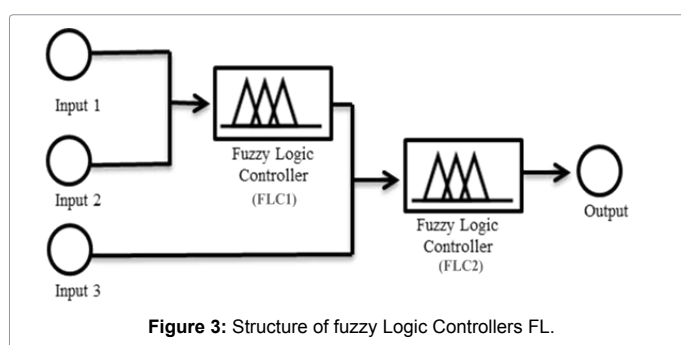 Input 1
Input 2
Input 3
Fuzzy Logic
Controller
(FLC1)
Fuzzy Logic
Controller
(FLC2)
Output
Figure 3: Structure of fuzzy Logic Controllers FL.